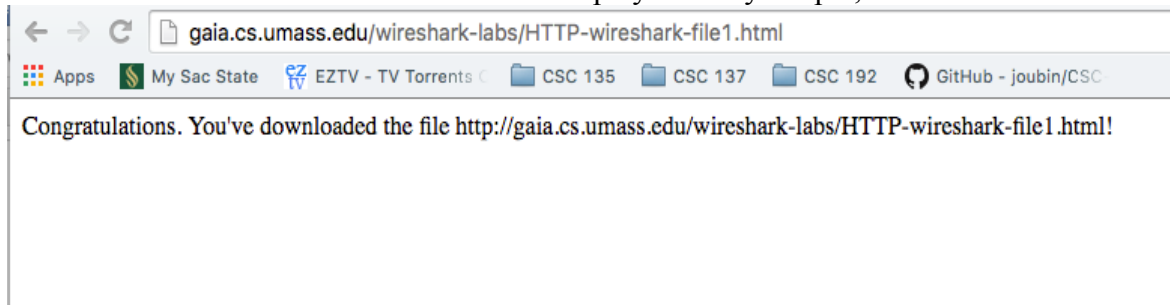 gaia.cs.umass.edu/wireshark-labs/HTTP-wireshark-file1.html
Apps My Sac State EZTV - TV Torrents CSC 135 CSC 137 CSC 192 GitHub - joubin/CSC-
Congratulations. You've downloaded the file http://gaia.cs.umass.edu/wireshark-labs/HTTP-wireshark-file1.html!